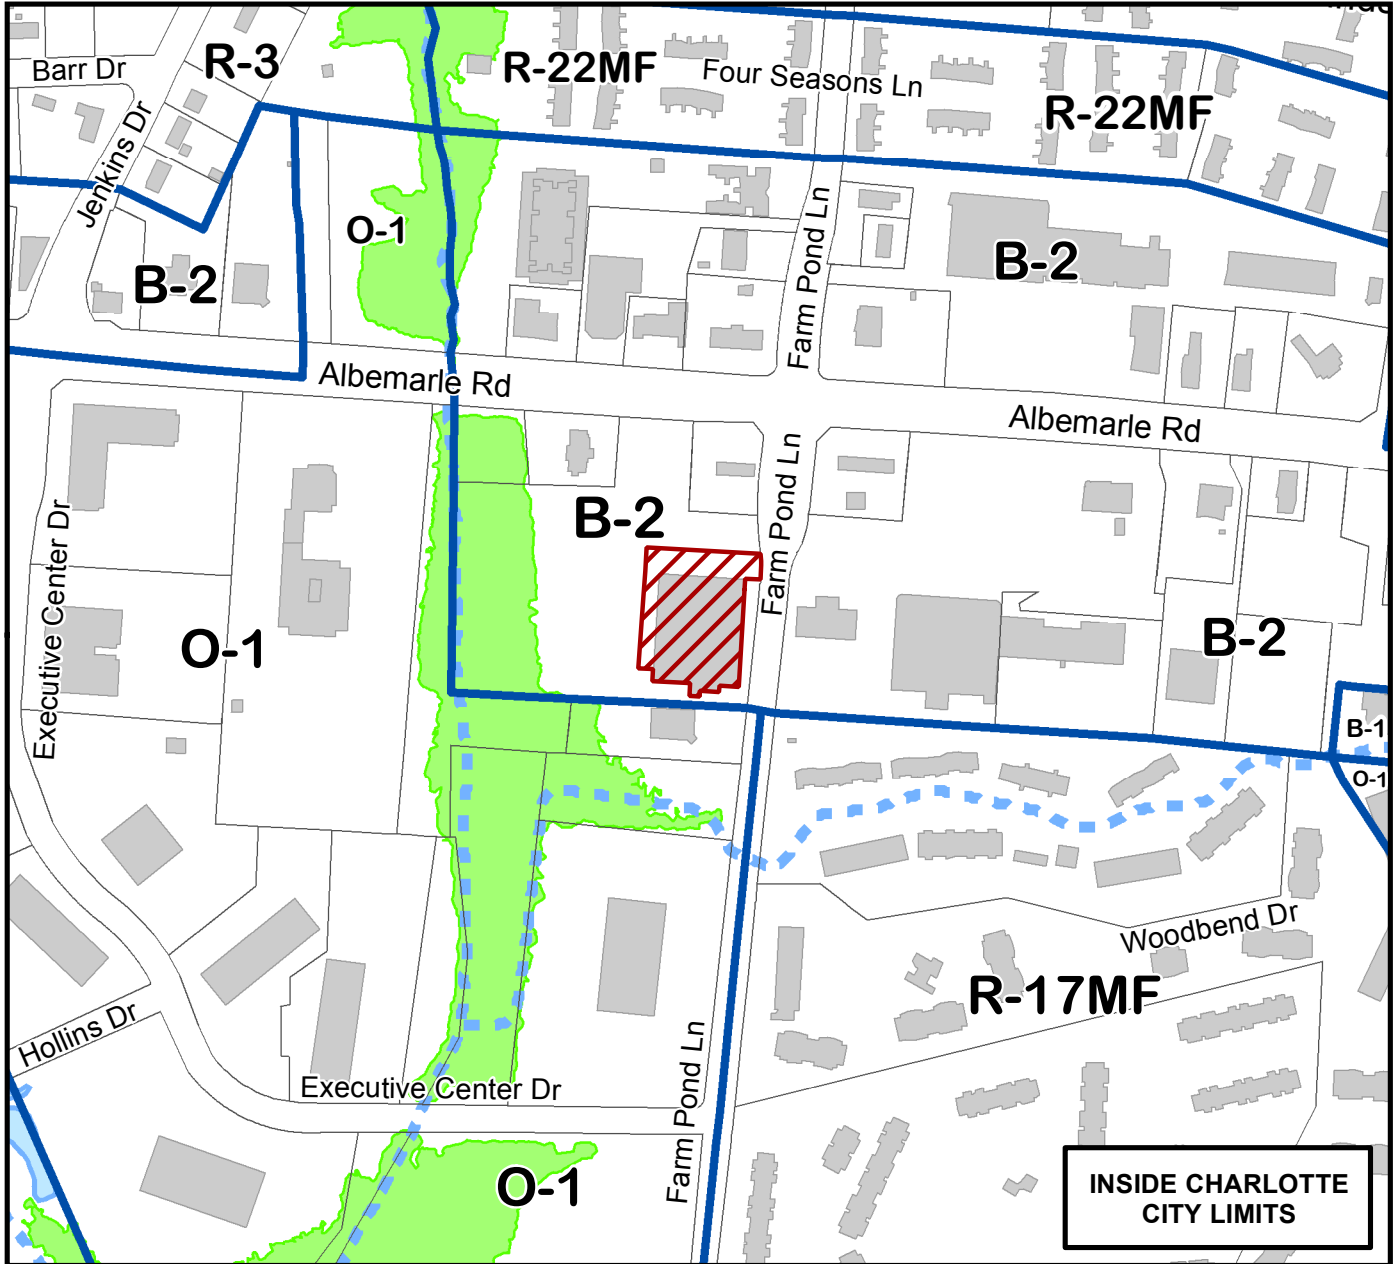 R-3
Barr Dr
R-22MF
Four Seasons Ln
R-22MF
Jenkins Dr
O-1
B-2
Farm Pond Ln
B-2
Albemarle Rd
Albemarle Rd
Farm Pond Ln
B-2
Executive Center Dr
O-1
B-2
B-1
O-1
Woodbend Dr
R-17MF
Hollins Dr
Executive Center Dr
Farm Pond Ln
O-1
INSIDE CHARLOTTE
CITY LIMITS